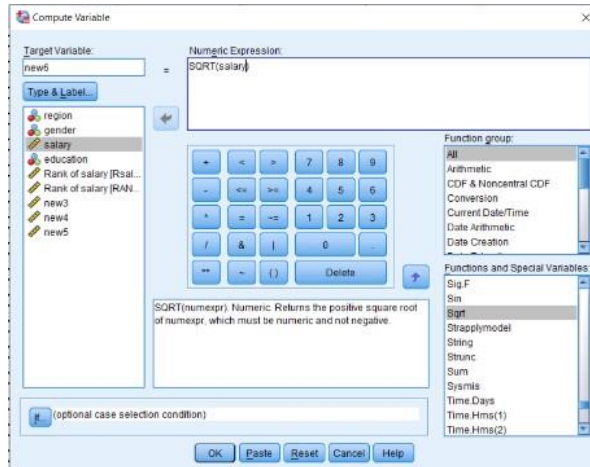 Compute Variable
Target Variable:
new6
=
Numeric Expression:
SQRT(salary)
Type & Label...
region
gender
salary
education
Rank of salary [Rsal...
Rank of salary [RAN...
new3
new4
new5
+ < > 7 8 9
- <= >= 4 5 6
* = ~= 1 2 3
/ & | 0 .
** ~ () Delete
Function group:
All
Arithmetic
CDF & Noncentral CDF
Conversion
Current Date/Time
Date Arithmetic
Date Creation
Functions and Special Variables:
Sig.F
Sin
Sqrt
Strapplymodel
String
Strunc
Sum
Sysmis
Time.Days
Time.Hms(1)
Time.Hms(2)
SQRT(numexpr). Numeric. Returns the positive square root
of numexpr, which must be numeric and not negative.
If... (optional case selection condition)
OK Paste Reset Cancel Help